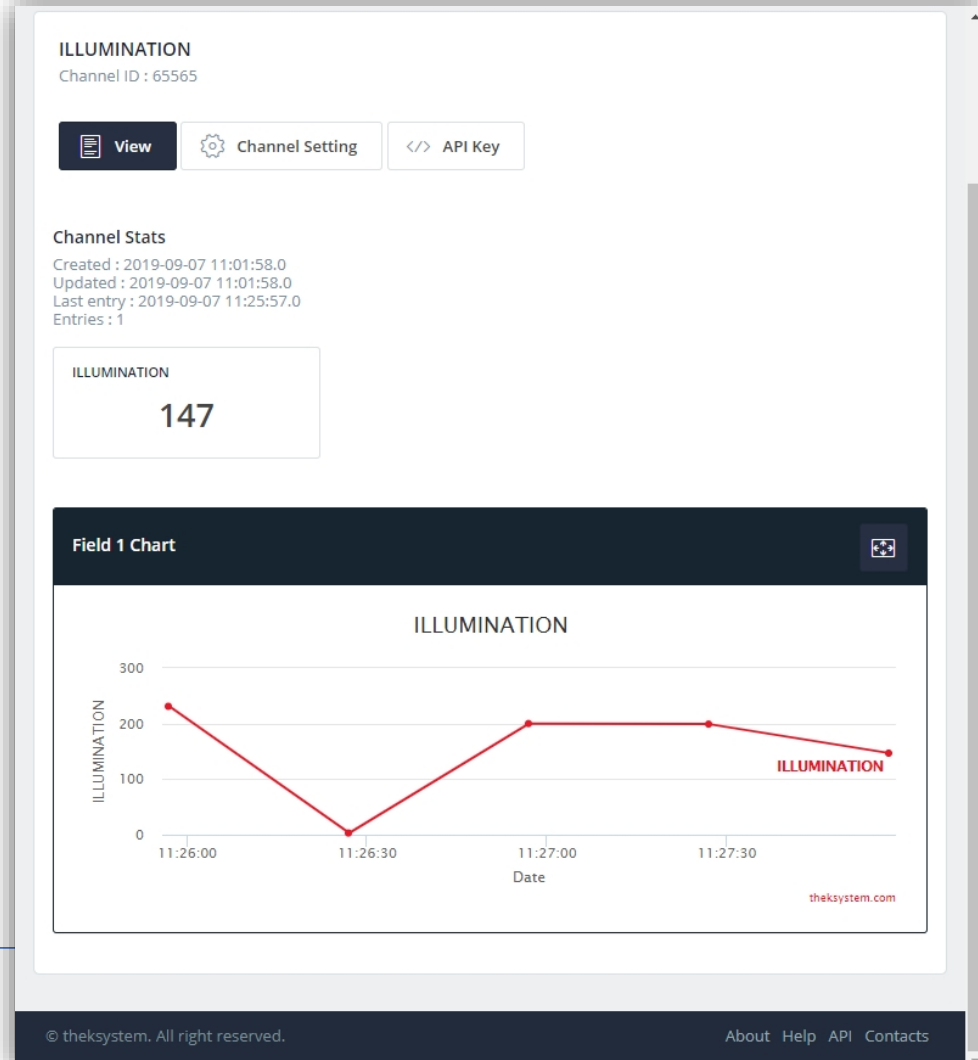 ILLUMINATION
Channel ID : 65565
View Channel Setting </> API Key
Channel Stats
Created : 2019-09-07 11:01:58.0
Updated : 2019-09-07 11:01:58.0
Last entry : 2019-09-07 11:25:57.0
Entries : 1
ILLUMINATION
147
Field 1 Chart
ILLUMINATION
300
200
100
0
ILLUMINATION
ILLUMINATION
11:26:00 11:26:30 11:27:00 11:27:30
Date
theksystem.com
© theksystem. All right reserved. About Help API Contacts